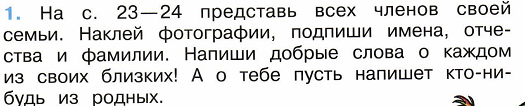 1. На с. 23—24 представь всех членов своей
семьи. Наклей фотографии, подпиши имена, отче-
ства и фамилии. Напиши добрые слова о каждом
из своих близких! А о тебе пусть напишет кто-ни-
будь из родных.